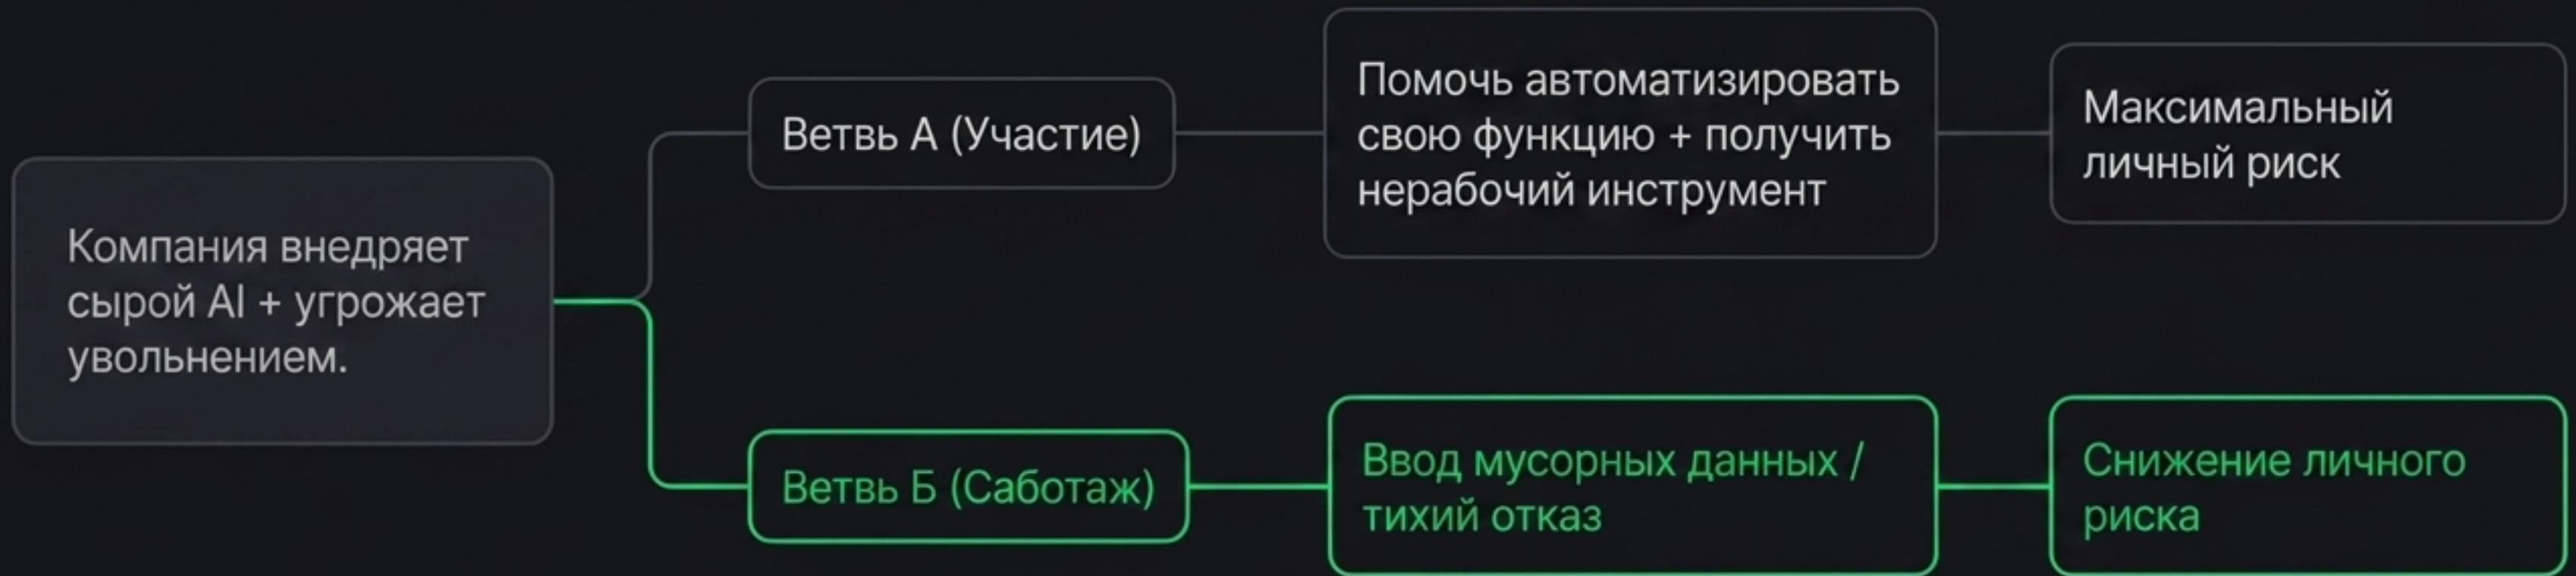 Компания внедряет
сырой AI + угрожает
увольнением.
Ветвь А (Участие)
Помочь автоматизировать
свою функцию + получить
нерабочий инструмент
Максимальный
личный риск
Ветвь Б (Саботаж)
Ввод мусорных данных /
тихий отказ
Снижение личного
риска